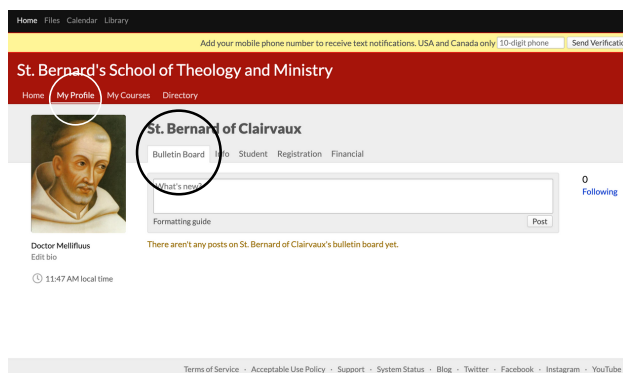 Home Files Calendar Library
Add your mobile phone number to receive text notifications. USA and Canada only 10-digit phone Send Verificatio
St. Bernard's School of Theology and Ministry
Home My Profile My Courses Directory
St. Bernard of Clairvaux
Bulletin Board Info Student Registration Financial
What's new?
0
Following
Formatting guide Post
Doctor Mellifluus
There aren't any posts on St. Bernard of Clairvaux's bulletin board yet.
Edit bio
11:47 AM local time
Terms of Service · Acceptable Use Policy · Support · System Status · Blog · Twitter · Facebook · Instagram · YouTube